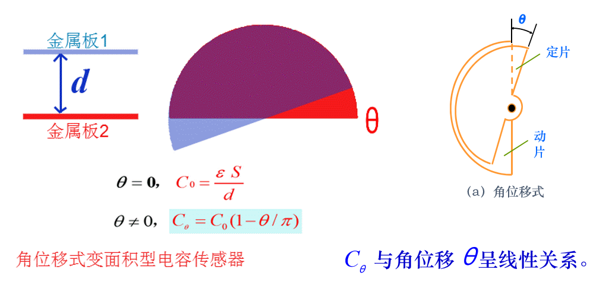 金属板1
d
金属板2
θ
θ = 0, C₀ = εS/d
θ ≠ 0, C_θ = C₀(1−θ/π)
角位移式变面积型电容传感器
θ
定片
动片
(a) 角位移式
C_θ 与角位移 θ呈线性关系。